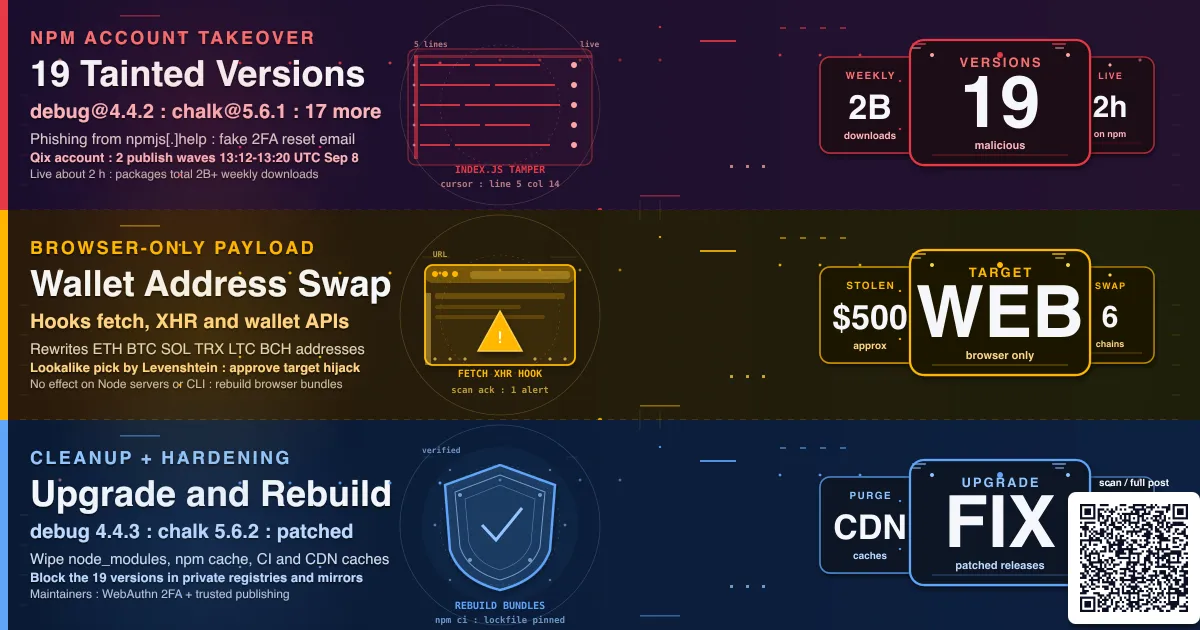 NPM ACCOUNT TAKEOVER
19 Tainted Versions
debug@4.4.2 : chalk@5.6.1 : 17 more
Phishing from npmjs[.]help : fake 2FA reset email
Qix account : 2 publish waves 13:12-13:20 UTC Sep 8
Live about 2 h : packages total 2B+ weekly downloads
5 lines
live
INDEX.JS TAMPER
cursor : line 5 col 14
WEEKLY
2B
downloads
VERSIONS
19
malicious
LIVE
2h
on npm
BROWSER-ONLY PAYLOAD
Wallet Address Swap
Hooks fetch, XHR and wallet APIs
Rewrites ETH BTC SOL TRX LTC BCH addresses
Lookalike pick by Levenshtein : approve target hijack
No effect on Node servers or CLI : rebuild browser bundles
URL
!
FETCH XHR HOOK
scan ack : 1 alert
STOLEN
$500
approx
TARGET
WEB
browser only
SWAP
6
chains
CLEANUP + HARDENING
Upgrade and Rebuild
debug 4.4.3 : chalk 5.6.2 : patched
Wipe node_modules, npm cache, CI and CDN caches
Block the 19 versions in private registries and mirrors
Maintainers : WebAuthn 2FA + trusted publishing
verified
REBUILD BUNDLES
npm ci : lockfile pinned
PURGE
CDN
caches
UPGRADE
FIX
patched releases
scan / full post